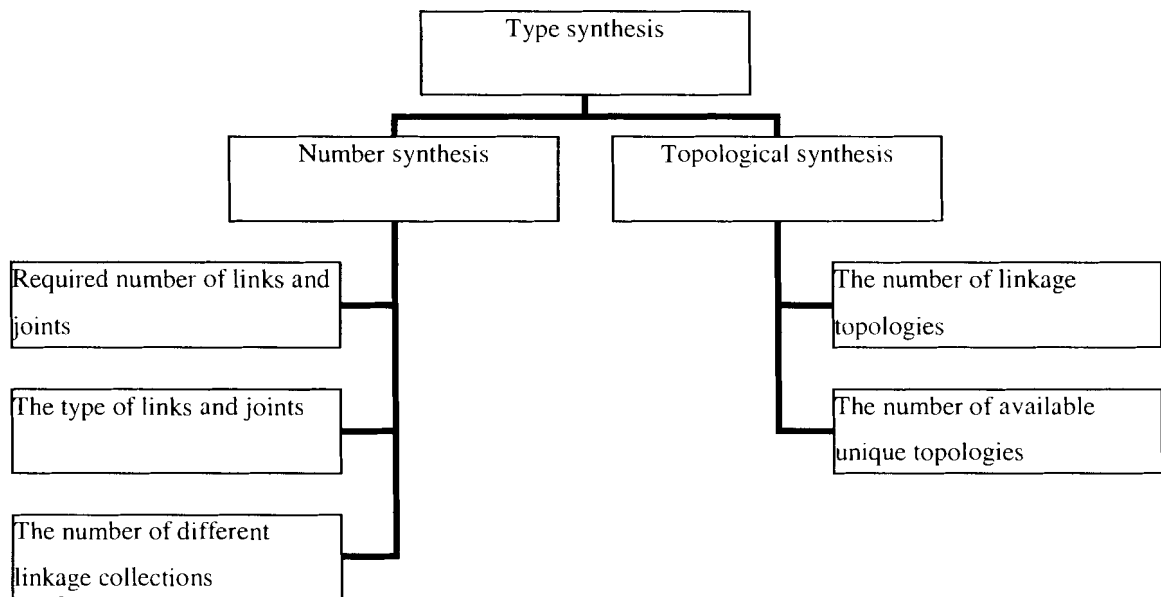 Type synthesis
Number synthesis
Topological synthesis
Required number of links and
joints
The type of links and joints
The number of different
linkage collections
The number of linkage
topologies
The number of available
unique topologies